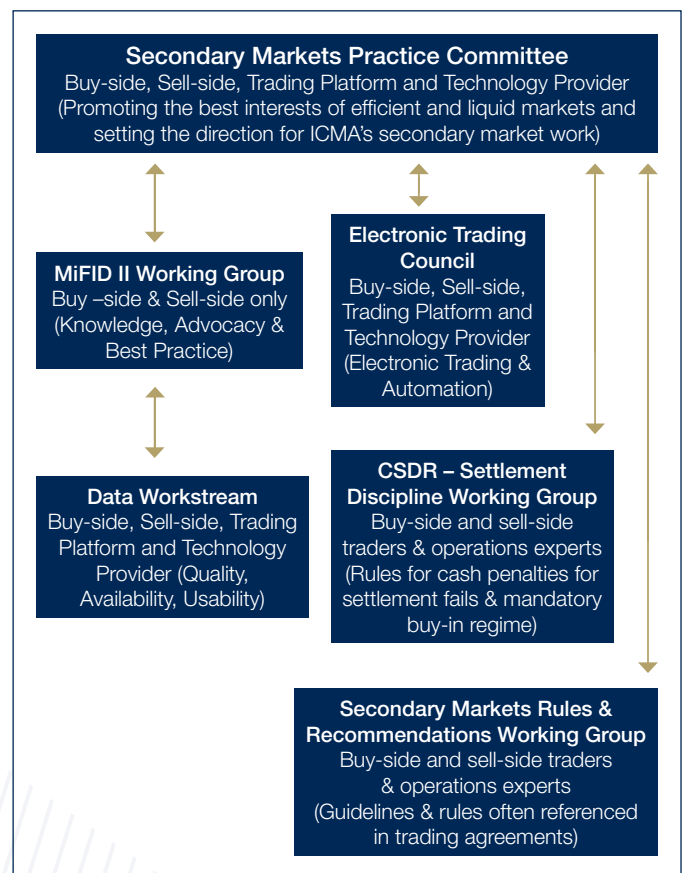 Secondary Markets Practice Committee
Buy-side, Sell-side, Trading Platform and Technology Provider
(Promoting the best interests of efficient and liquid markets and
setting the direction for ICMA’s secondary market work)
MiFID II Working Group
Buy –side & Sell-side only
(Knowledge, Advocacy &
Best Practice)
Electronic Trading
Council
Buy-side, Sell-side,
Trading Platform and
Technology Provider
(Electronic Trading &
Automation)
Data Workstream
Buy-side, Sell-side, Trading
Platform and Technology
Provider (Quality,
Availability, Usability)
CSDR – Settlement
Discipline Working Group
Buy-side and sell-side
traders & operations experts
(Rules for cash penalties for
settlement fails & mandatory
buy-in regime)
Secondary Markets Rules &
Recommendations Working Group
Buy-side and sell-side traders
& operations experts
(Guidelines & rules often referenced
in trading agreements)